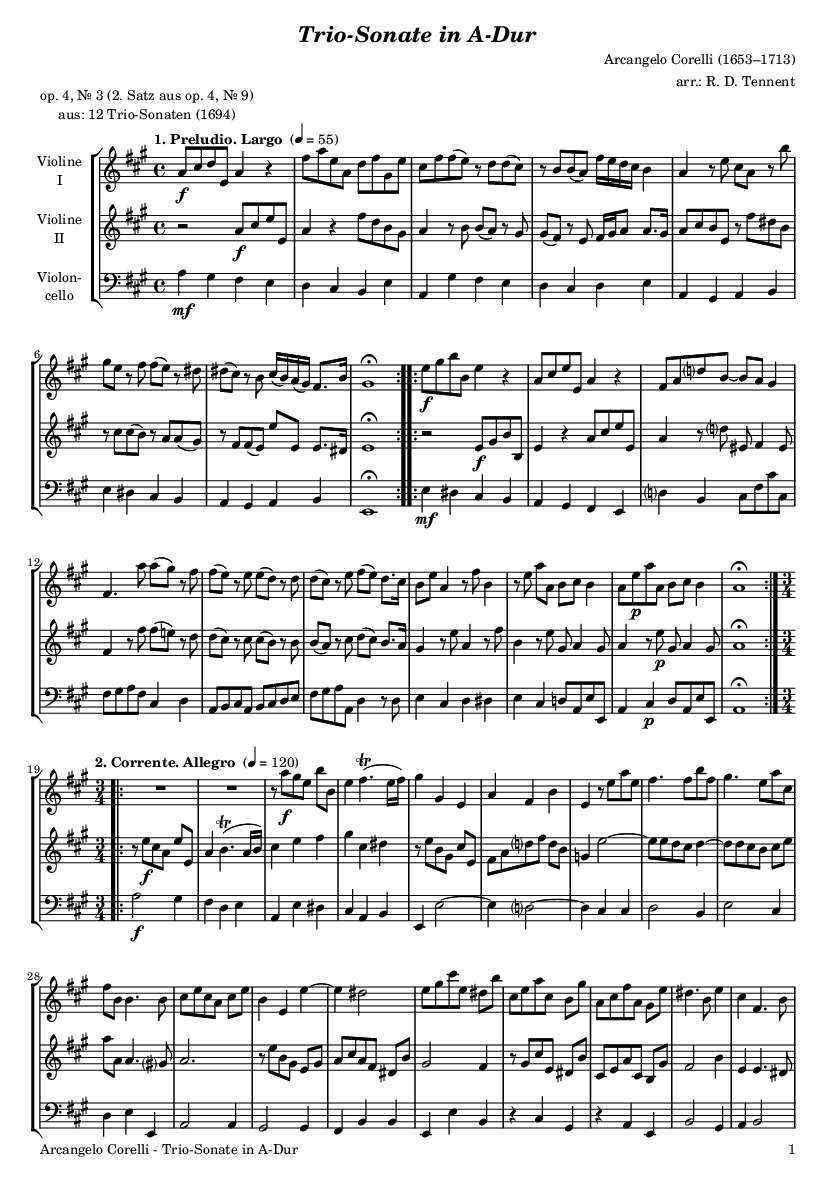 Trio-Sonate in A-Dur
Arcangelo Corelli (1653–1713)
arr.: R. D. Tennent
op. 4, № 3 (2. Satz aus op. 4, № 9)
aus: 12 Trio-Sonaten (1694)
1. Preludio. Largo (♩ = 55)
Violine
I
f
Violine
II
f
Violon-
cello
mf
6
f
f
mf
12
p
p
p
2. Corrente. Allegro (♩ = 120)
19
f
tr
f
tr
f
28
Arcangelo Corelli - Trio-Sonate in A-Dur
1